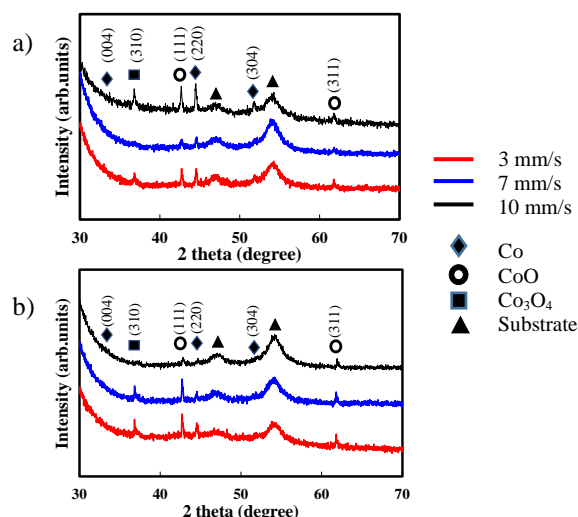 a)
Intensity (arb.units)
(004)
(310)
(111)
(220)
(304)
(311)
30 40 50 60 70
2 theta (degree)
3 mm/s
7 mm/s
10 mm/s
Co
CoO
Co₃O₄
Substrate
b)
Intensity (arb.units)
(004)
(310)
(111)
(220)
(304)
(311)
30 40 50 60 70
2 theta (degree)